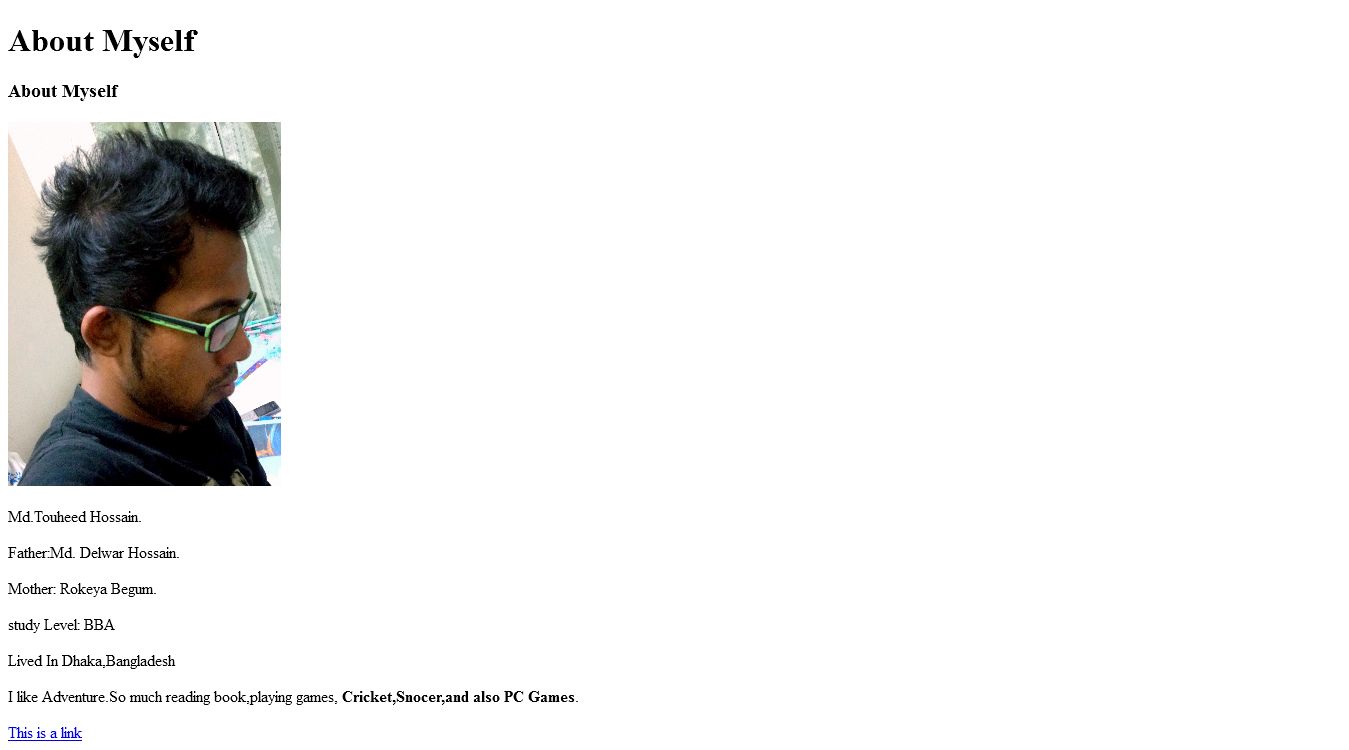 About Myself
About Myself
Md.Touheed Hossain.
Father:Md. Delwar Hossain.
Mother: Rokeya Begum.
study Level: BBA
Lived In Dhaka,Bangladesh
I like Adventure.So much reading book,playing games, Cricket,Snocer,and also PC Games.
This is a link